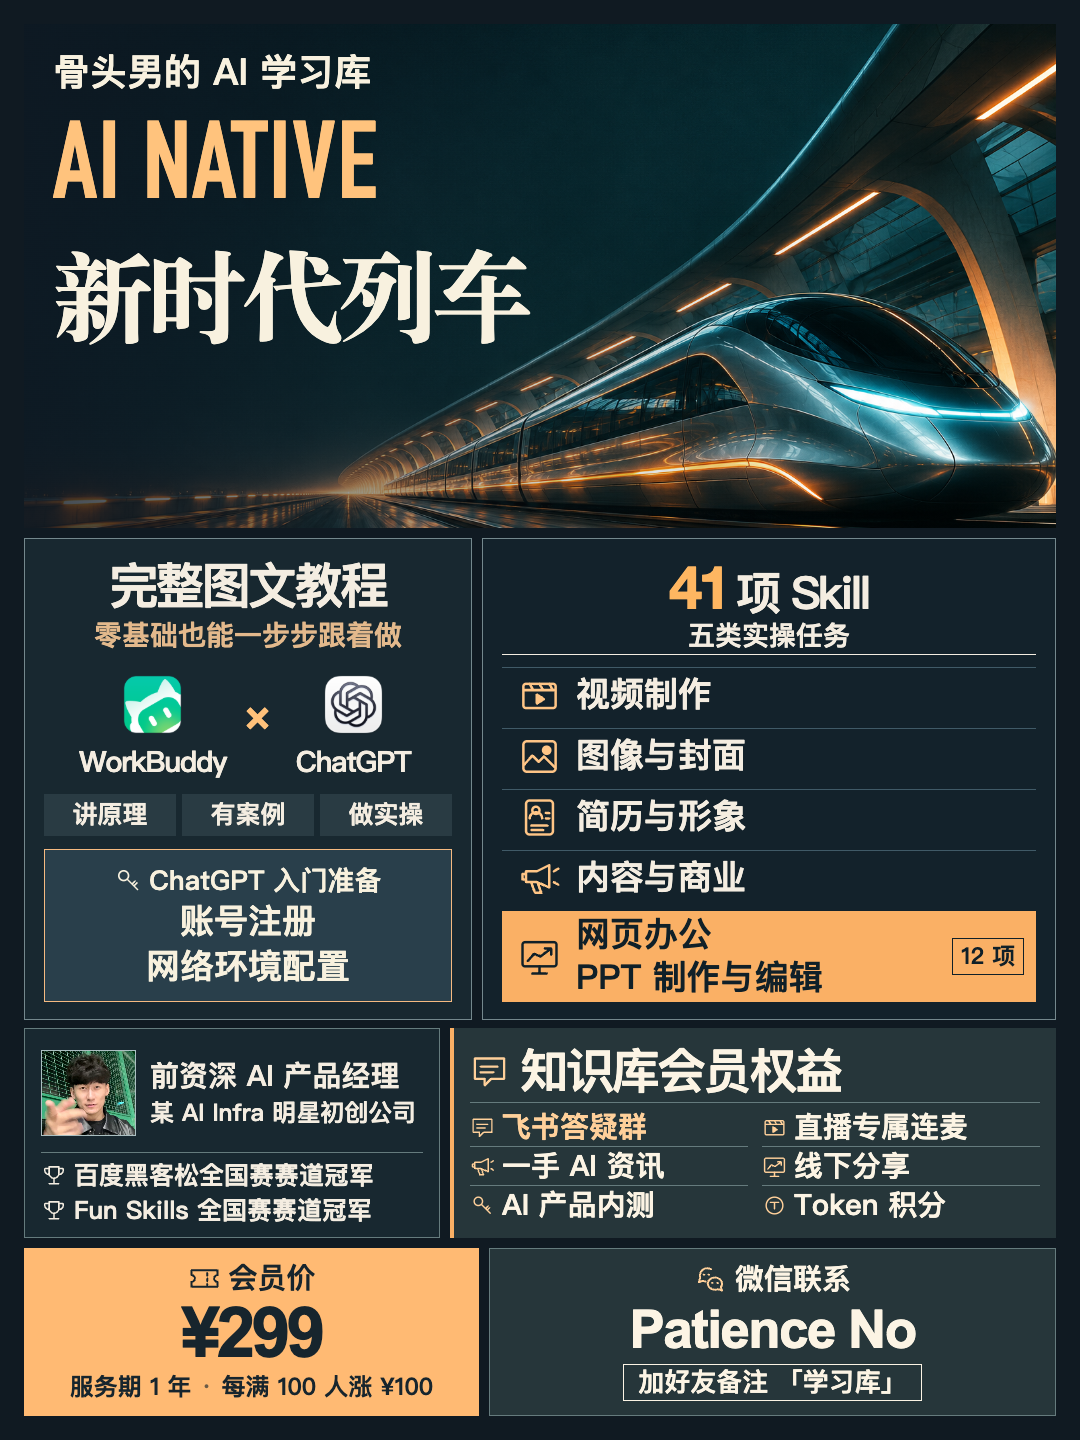 骨头男的 AI 学习库
AI NATIVE
新时代列车
完整图文教程
零基础也能一步步跟着做
WorkBuddy × ChatGPT
讲原理 有案例 做实操
ChatGPT 入门准备
账号注册
网络环境配置
41 项 Skill
五类实操任务
视频制作
图像与封面
简历与形象
内容与商业
网页办公
PPT 制作与编辑
12 项
前资深 AI 产品经理
某 AI Infra 明星初创公司
百度黑客松全国赛赛道冠军
Fun Skills 全国赛赛道冠军
知识库会员权益
飞书答疑群 直播专属连麦
一手 AI 资讯 线下分享
AI 产品内测 Token 积分
会员价
¥299
服务期 1 年 · 每满 100 人涨 ¥100
微信联系
Patience No
加好友备注 「学习库」